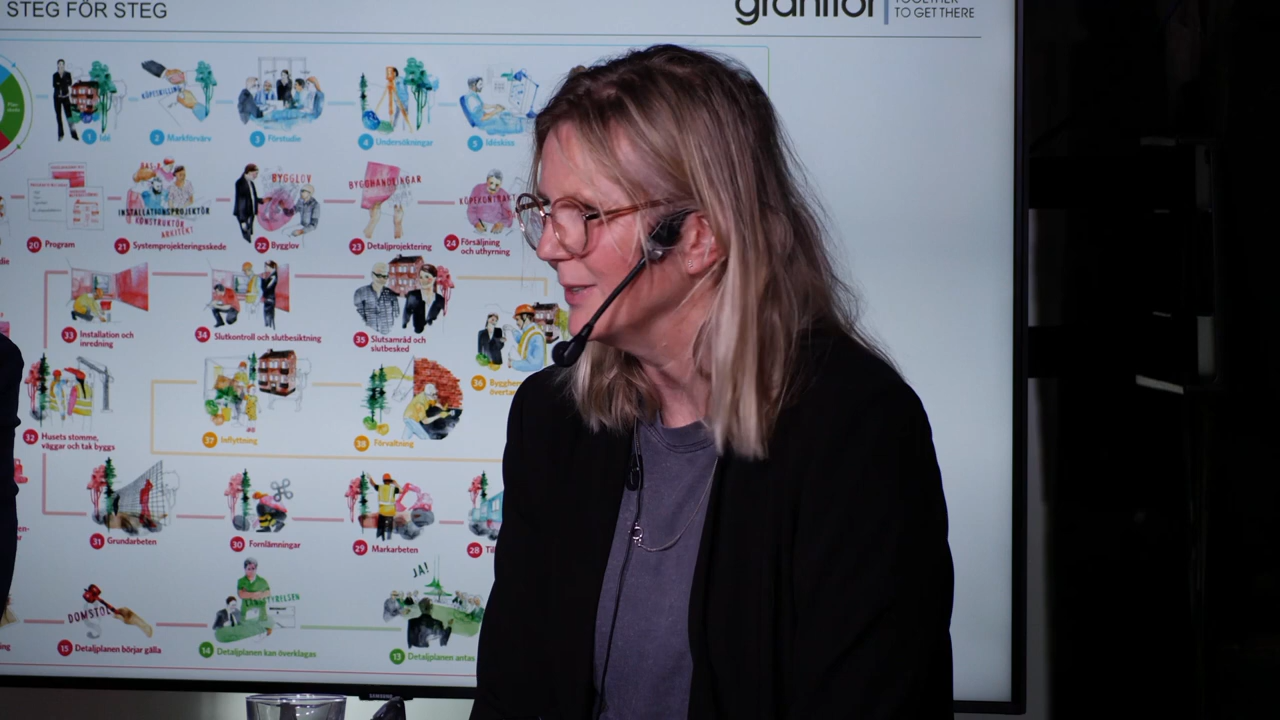 STEG FÖR STEG
granitor
TOGETHER
TO GET THERE
1 Idé
2 Markförvärv
3 Förstudie
4 Undersökningar
5 Idéskiss
BYGGLOV
BYGGHANDLINGAR
KÖPEKONTRAKT
INSTALLATIONSPROJEKTÖR
KONSTRUKTÖR
ARKITEKT
20 Program
21 Systemprojekteringsskede
22 Bygglov
23 Detaljprojektering
24 Försäljning
och uthyrning
33 Installation och
inredning
34 Slutkontroll och slutbesiktning
35 Slutsamråd och
slutbesked
36
32 Husets stomme,
väggar och tak byggs
37 Inflyttning
38 Förvaltning
31 Grundarbeten
30 Fornlämningar
29 Markarbeten
28
JA!
DOMSTOL
15 Detaljplanen börjar gälla
14 Detaljplanen kan överklagas
13 Detaljplanen antas
SAMSUNG